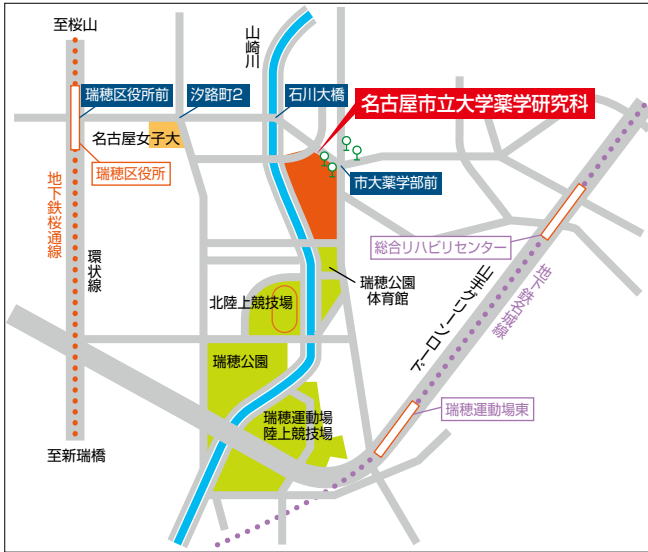 至桜山
山崎川
瑞穂区役所前
汐路町2
石川大橋
名古屋市立大学薬学研究科
名古屋女子大
瑞穂区役所
市大薬学部前
地下鉄桜通線
環状線
総合リハビリセンター
瑞穂公園
体育館
北陸上競技場
山手グリーンロード
地下鉄名城線
瑞穂公園
瑞穂運動場
陸上競技場
瑞穂運動場東
至新瑞橋